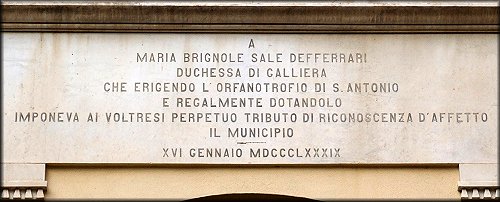 A
MARIA BRIGNOLE SALE DEFFERRARI
DUCHESSA DI GALLIERA
CHE ERIGENDO L'ORFANOTROFIO DI S. ANTONIO
E REGALMENTE DOTANDOLO
IMPONEVA AI VOLTRESI PERPETUO TRIBUTO DI RICONOSCENZA D'AFFETTO
IL MUNICIPIO
XVI GENNAIO MDCCCLXXXIX